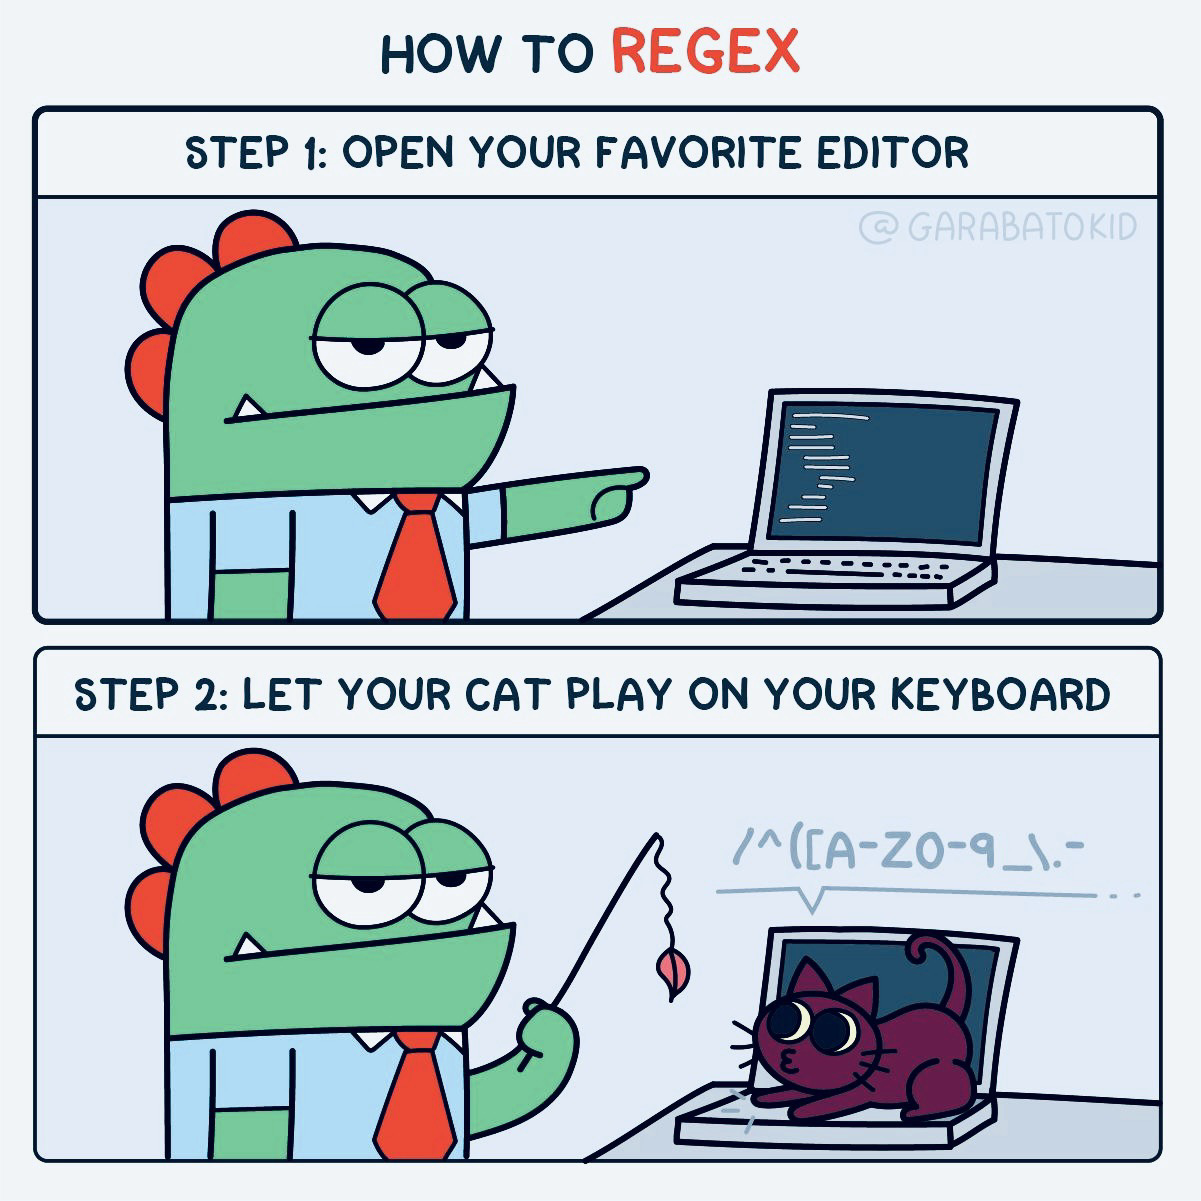 HOW TO REGEX
STEP 1: OPEN YOUR FAVORITE EDITOR
@GARABATOKID
STEP 2: LET YOUR CAT PLAY ON YOUR KEYBOARD
/^([A-Z0-9_\.-